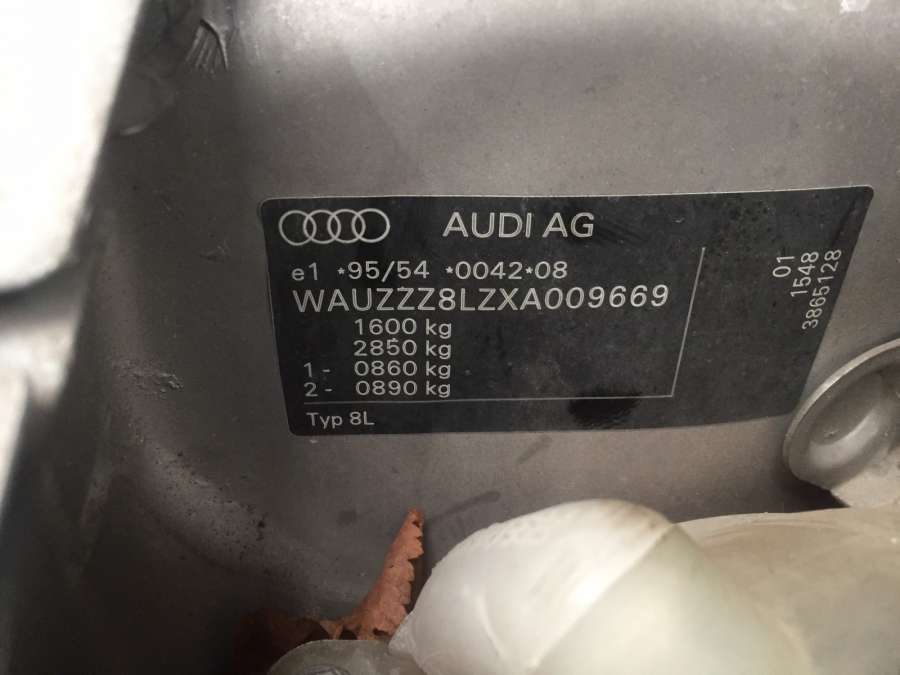 AUDI AG
e1 *95/54 *0042*08
WAUZZZ8LZXA009669
1600 kg
2850 kg
1 - 0860 kg
2 - 0890 kg
Typ 8L
01
1548
3865128